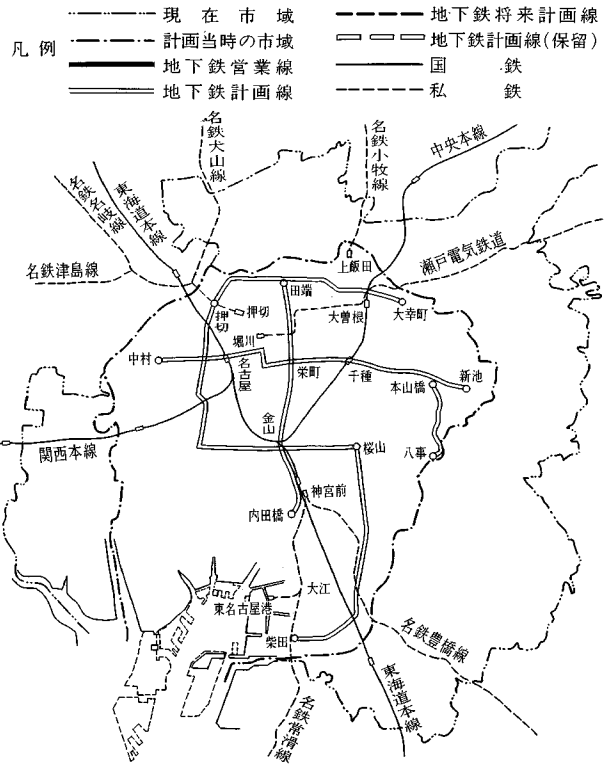 凡例
現在市域
計画当時の市域
地下鉄営業線
地下鉄計画線
地下鉄将来計画線
地下鉄計画線(保留)
国鉄
私鉄
名鉄犬山線
名鉄小牧線
中央本線
東海道本線
名鉄名岐線
名鉄津島線
瀬戸電気鉄道
上飯田
田端
押切
押切
大曽根
大幸町
堀川
中村
名古屋
栄町
千種
本山橋
新池
金山
関西本線
桜山
八事
神宮前
内田橋
大江
東名古屋港
柴田
名鉄豊橋線
東海道本線
名鉄常滑線